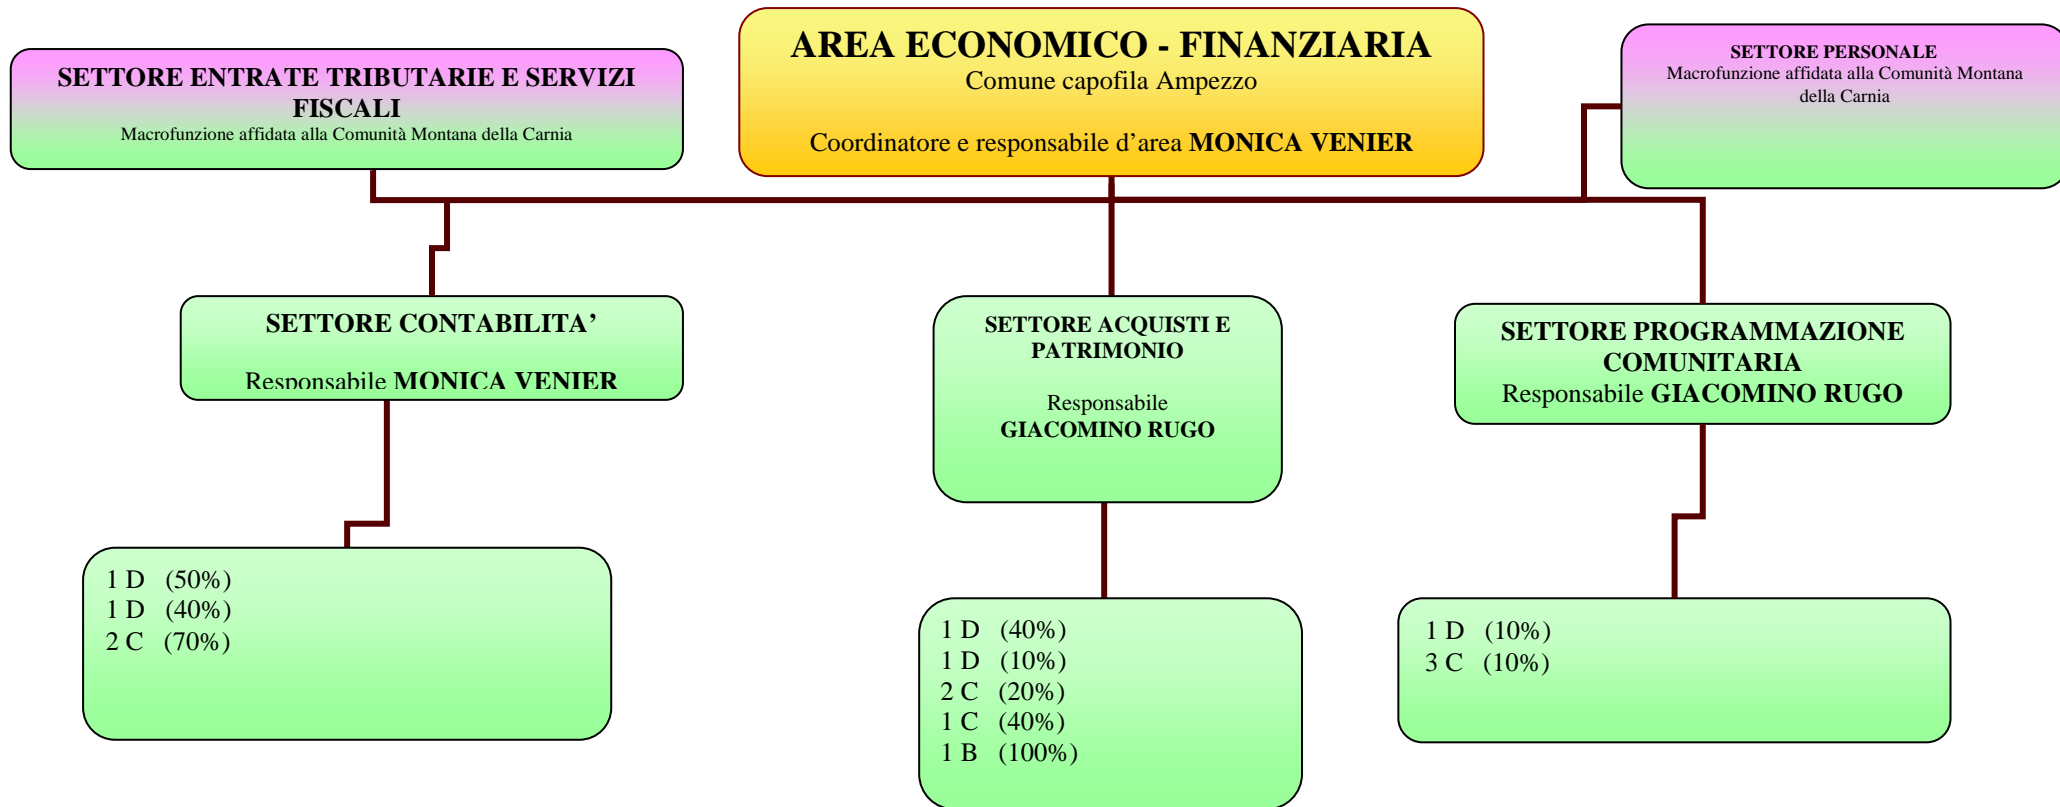 SETTORE ENTRATE TRIBUTARIE E SERVIZI
FISCALI
Macrofunzione affidata alla Comunità Montana della Carnia
AREA ECONOMICO - FINANZIARIA
Comune capofila Ampezzo
Coordinatore e responsabile d’area MONICA VENIER
SETTORE PERSONALE
Macrofunzione affidata alla Comunità Montana
della Carnia
SETTORE CONTABILITA’
Responsabile MONICA VENIER
SETTORE ACQUISTI E
PATRIMONIO
Responsabile
GIACOMINO RUGO
SETTORE PROGRAMMAZIONE
COMUNITARIA
Responsabile GIACOMINO RUGO
1 D (50%)
1 D (40%)
2 C (70%)
1 D (40%)
1 D (10%)
2 C (20%)
1 C (40%)
1 B (100%)
1 D (10%)
3 C (10%)